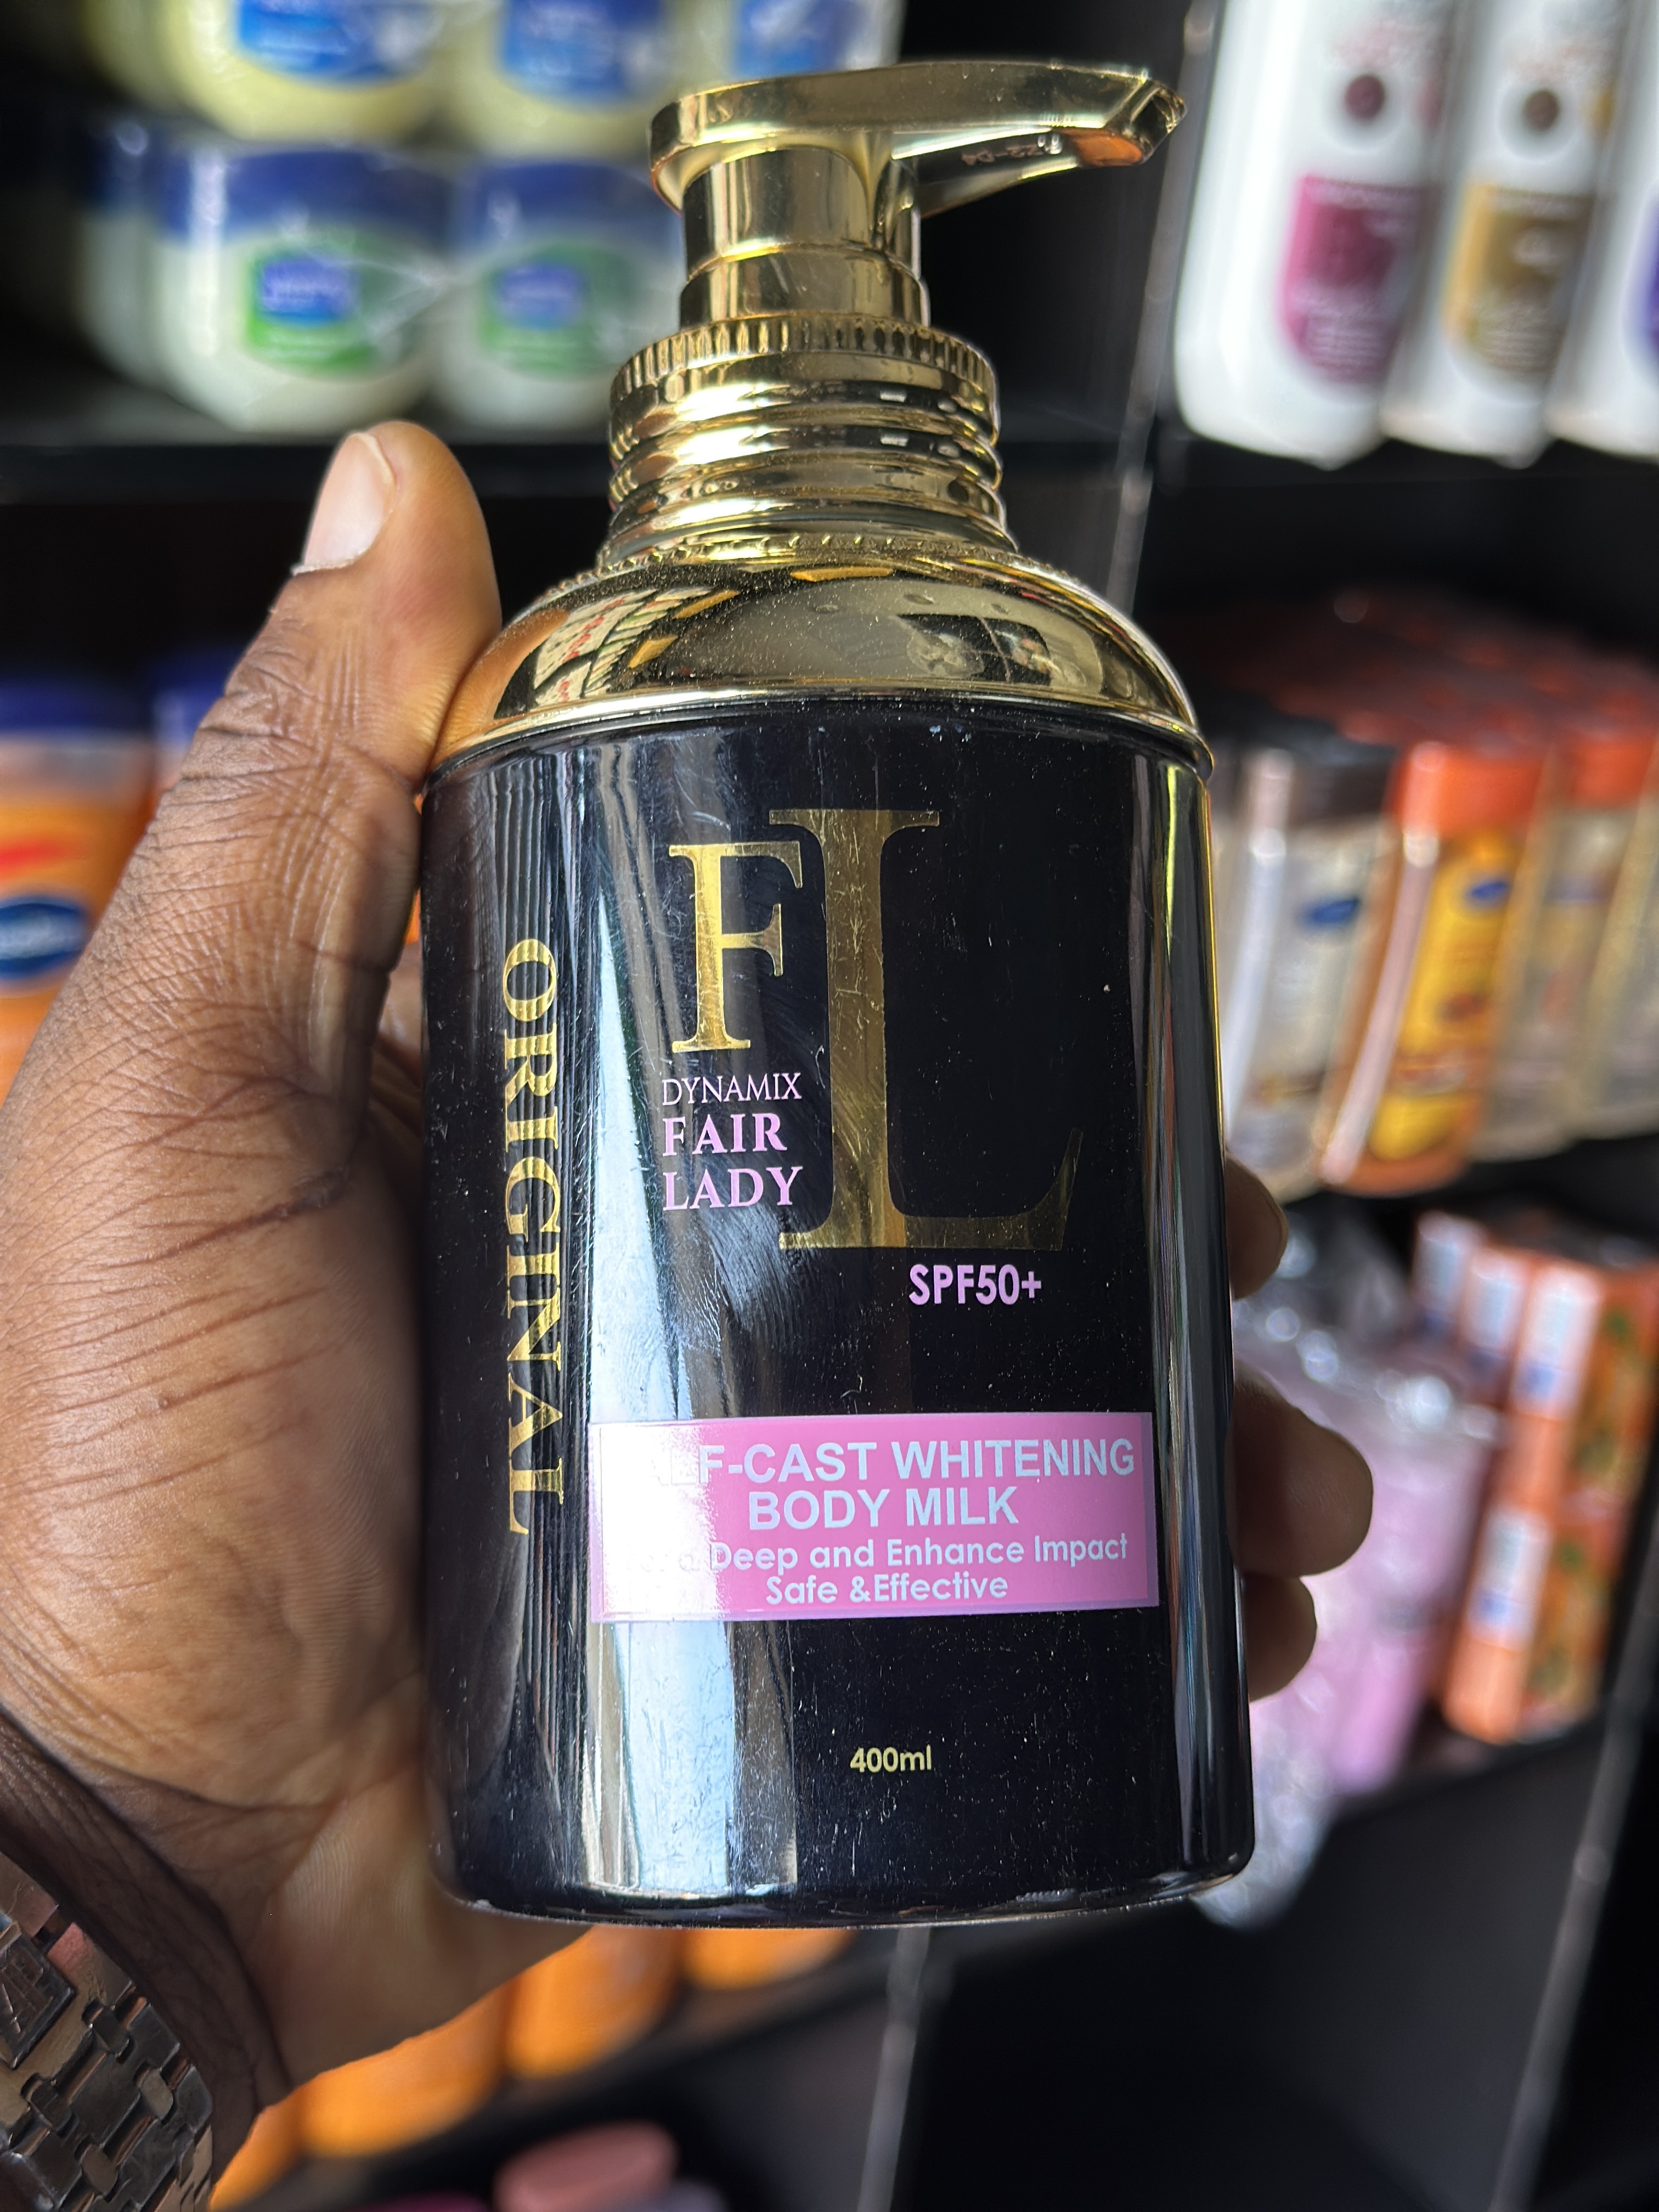 FL
DYNAMIX
FAIR
LADY
SPF50+
ORIGINAL
F-CAST WHITENING
BODY MILK
Deep and Enhance Impact
Safe &Effective
400ml